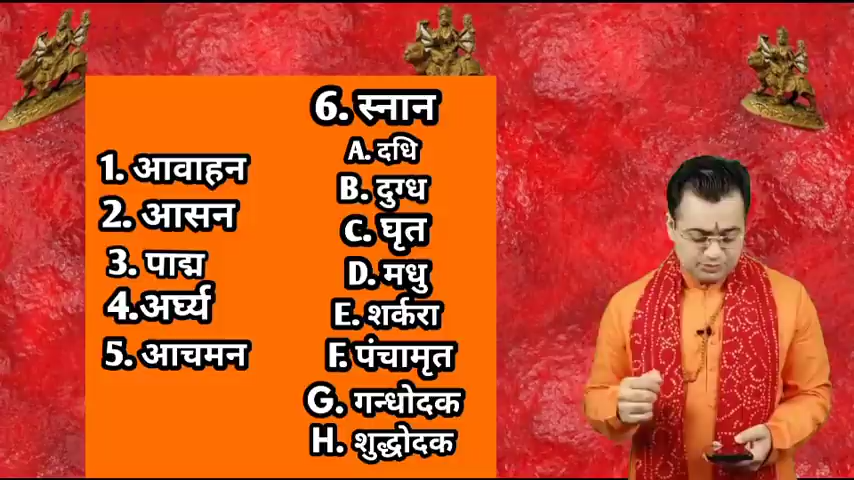 1. आवाहन
2. आसन
3. पाद्म
4.अर्घ्य
5. आचमन
6. स्नान
A. दधि
B. दुग्ध
C. घृत
D. मधु
E. शर्करा
F. पंचामृत
G. गन्धोदक
H. शुद्धोदक